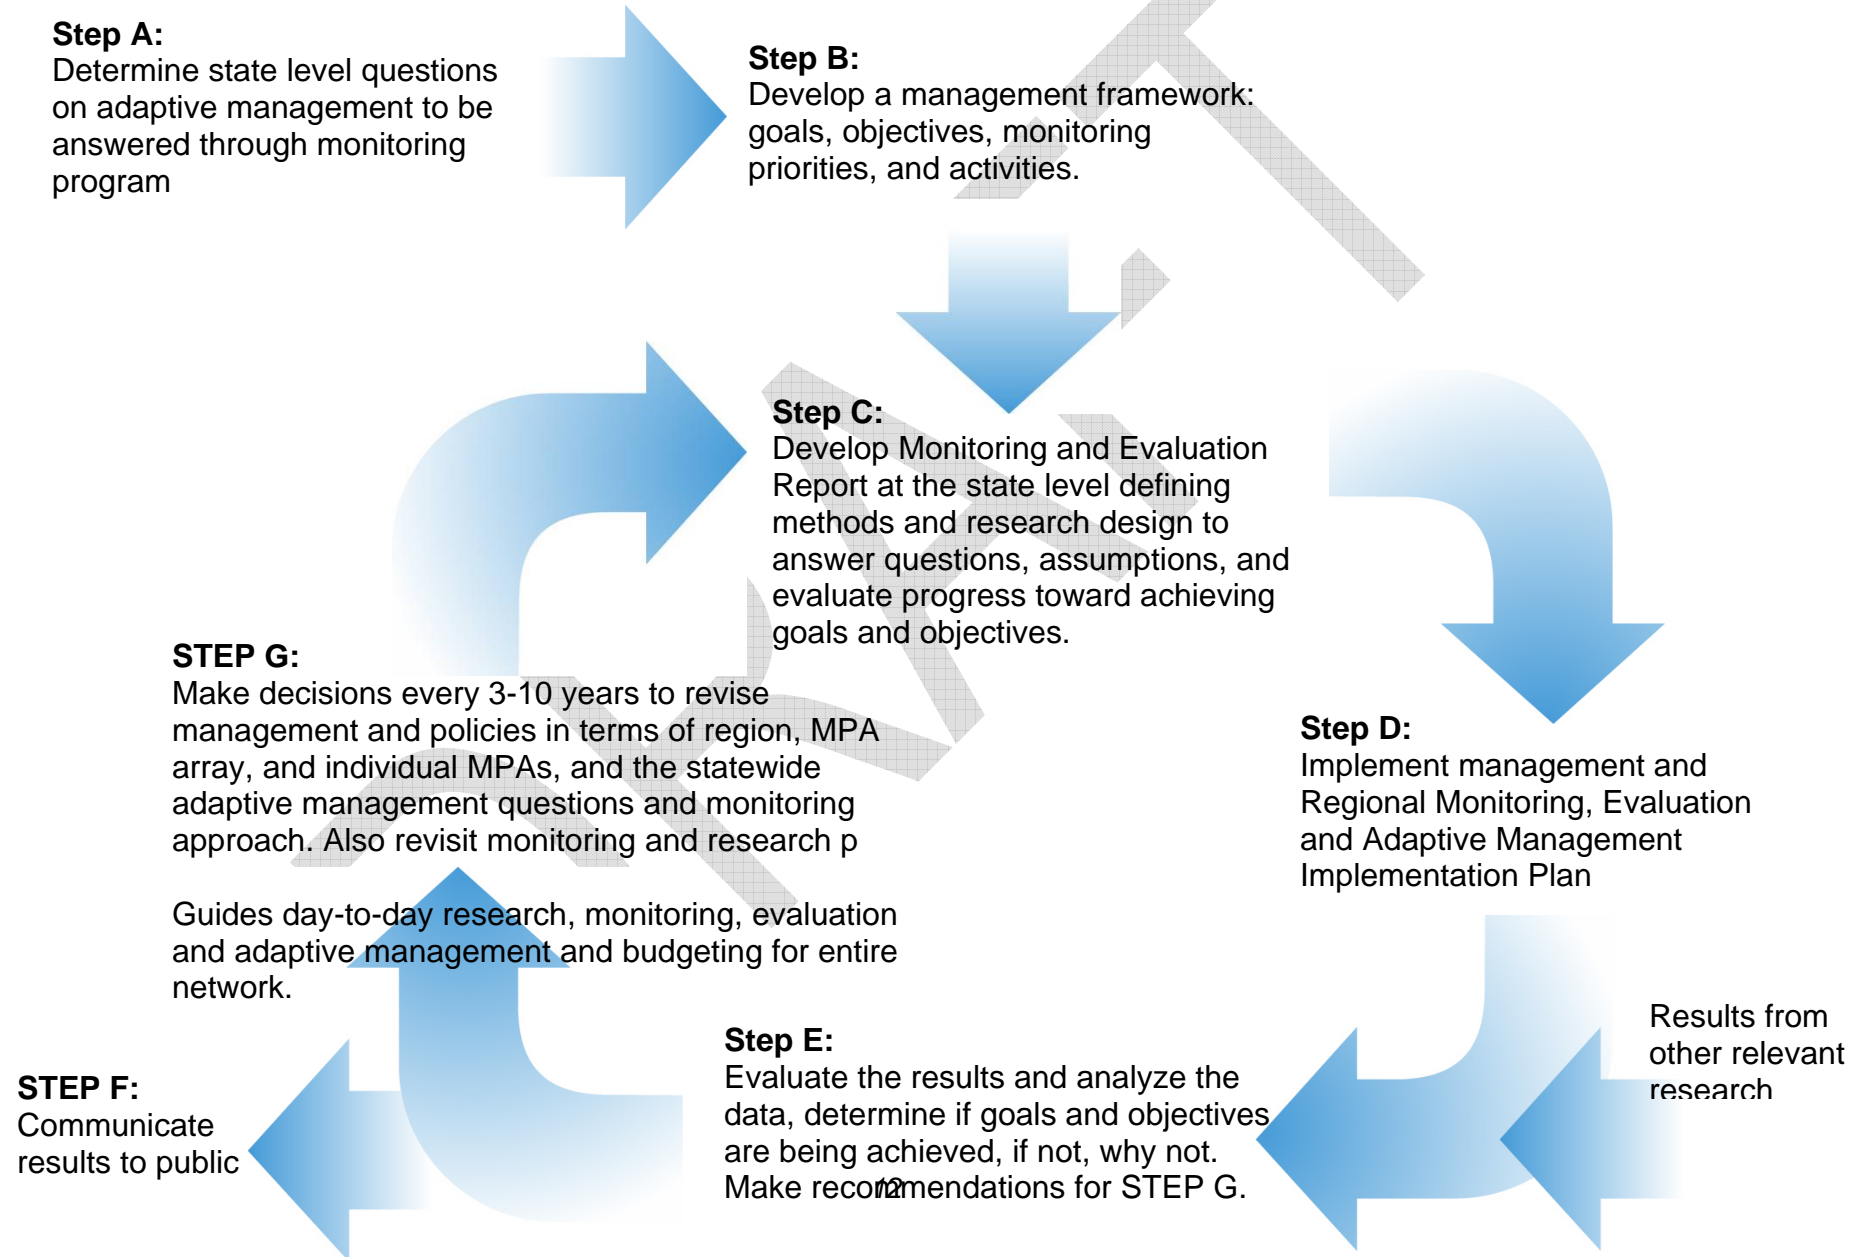 Step A:
Determine state level questions
on adaptive management to be
answered through monitoring
program
Step B:
Develop a management framework:
goals, objectives, monitoring
priorities, and activities.
Step C:
Develop Monitoring and Evaluation
Report at the state level defining
methods and research design to
answer questions, assumptions, and
evaluate progress toward achieving
goals and objectives.
Step D:
Implement management and
Regional Monitoring, Evaluation
and Adaptive Management
Implementation Plan
Results from
other relevant
research
Step E:
Evaluate the results and analyze the
data, determine if goals and objectives
are being achieved, if not, why not.
Make recommendations for STEP G.
12
STEP F:
Communicate
results to public
STEP G:
Make decisions every 3-10 years to revise
management and policies in terms of region, MPA
array, and individual MPAs, and the statewide
adaptive management questions and monitoring
approach. Also revisit monitoring and research p
Guides day-to-day research, monitoring, evaluation
and adaptive management and budgeting for entire
network.
DRAFT